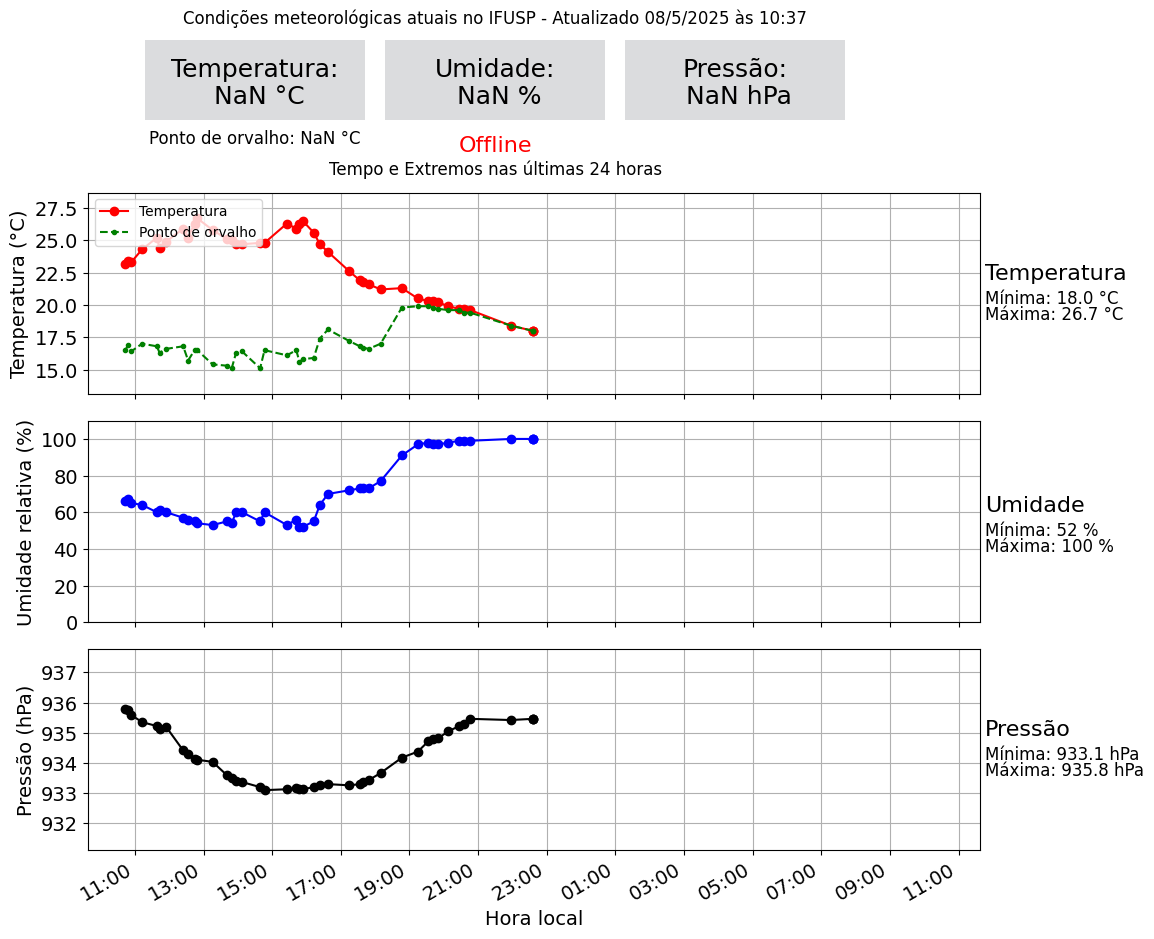 Condições meteorológicas atuais no IFUSP - Atualizado 08/5/2025 às 10:37
Temperatura:
NaN °C
Umidade:
NaN %
Pressão:
NaN hPa
Ponto de orvalho: NaN °C
Offline
Tempo e Extremos nas últimas 24 horas
Temperatura (°C)
27.5
25.0
22.5
20.0
17.5
15.0
Temperatura
Ponto de orvalho
Temperatura
Mínima: 18.0 °C
Máxima: 26.7 °C
Umidade relativa (%)
100
80
60
40
20
0
Umidade
Mínima: 52 %
Máxima: 100 %
Pressão (hPa)
937
936
935
934
933
932
Pressão
Mínima: 933.1 hPa
Máxima: 935.8 hPa
11:00 13:00 15:00 17:00 19:00 21:00 23:00 01:00 03:00 05:00 07:00 09:00 11:00
Hora local